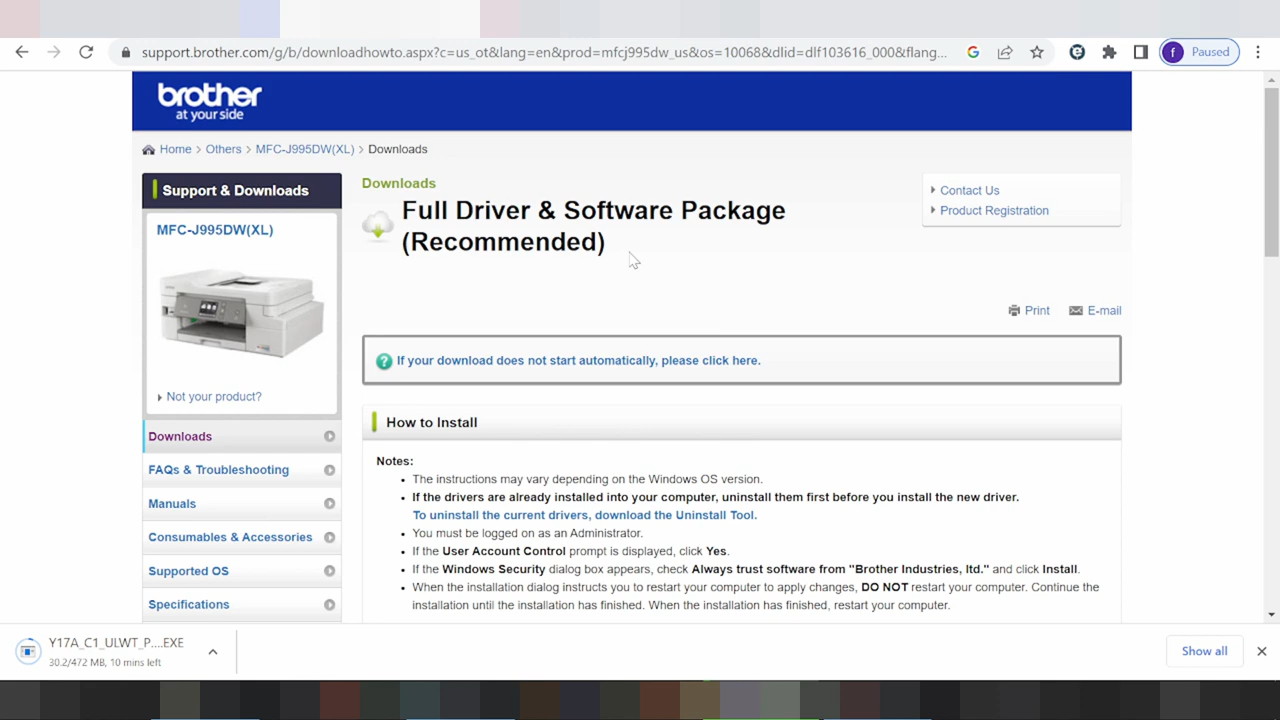 support.brother.com/g/b/downloadhowto.aspx?c=us_ot&lang=en&prod=mfcj995dw_us&os=10068&dlid=dlf103616_000&flang...
f Paused
brother
at your side
Home > Others > MFC-J995DW(XL) > Downloads
Support & Downloads
MFC-J995DW(XL)
Not your product?
Downloads
FAQs & Troubleshooting
Manuals
Consumables & Accessories
Supported OS
Specifications
Downloads
Full Driver & Software Package
(Recommended)
Contact Us
Product Registration
Print
E-mail
If your download does not start automatically, please click here.
How to Install
Notes:
• The instructions may vary depending on the Windows OS version.
• If the drivers are already installed into your computer, uninstall them first before you install the new driver.
To uninstall the current drivers, download the Uninstall Tool.
• You must be logged on as an Administrator.
• If the User Account Control prompt is displayed, click Yes.
• If the Windows Security dialog box appears, check Always trust software from "Brother Industries, ltd." and click Install.
• When the installation dialog instructs you to restart your computer to apply changes, DO NOT restart your computer. Continue the
installation until the installation has finished. When the installation has finished, restart your computer.
Y17A_C1_ULWT_P....EXE
30.2/472 MB, 10 mins left
Show all